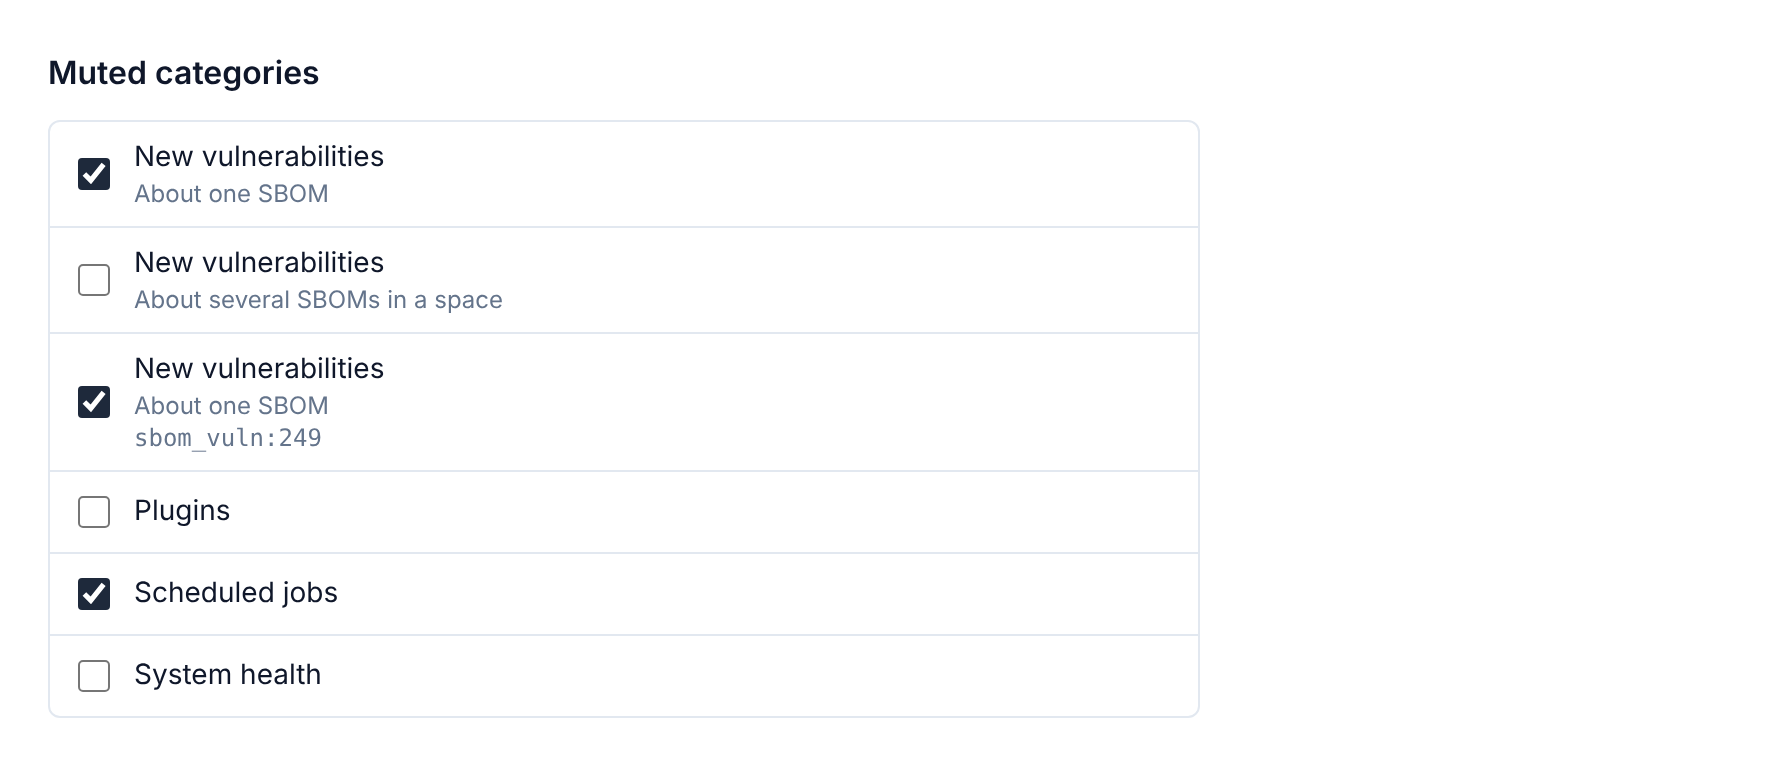 Muted categories
New vulnerabilities
About one SBOM
New vulnerabilities
About several SBOMs in a space
New vulnerabilities
About one SBOM
sbom_vuln:249
Plugins
Scheduled jobs
System health